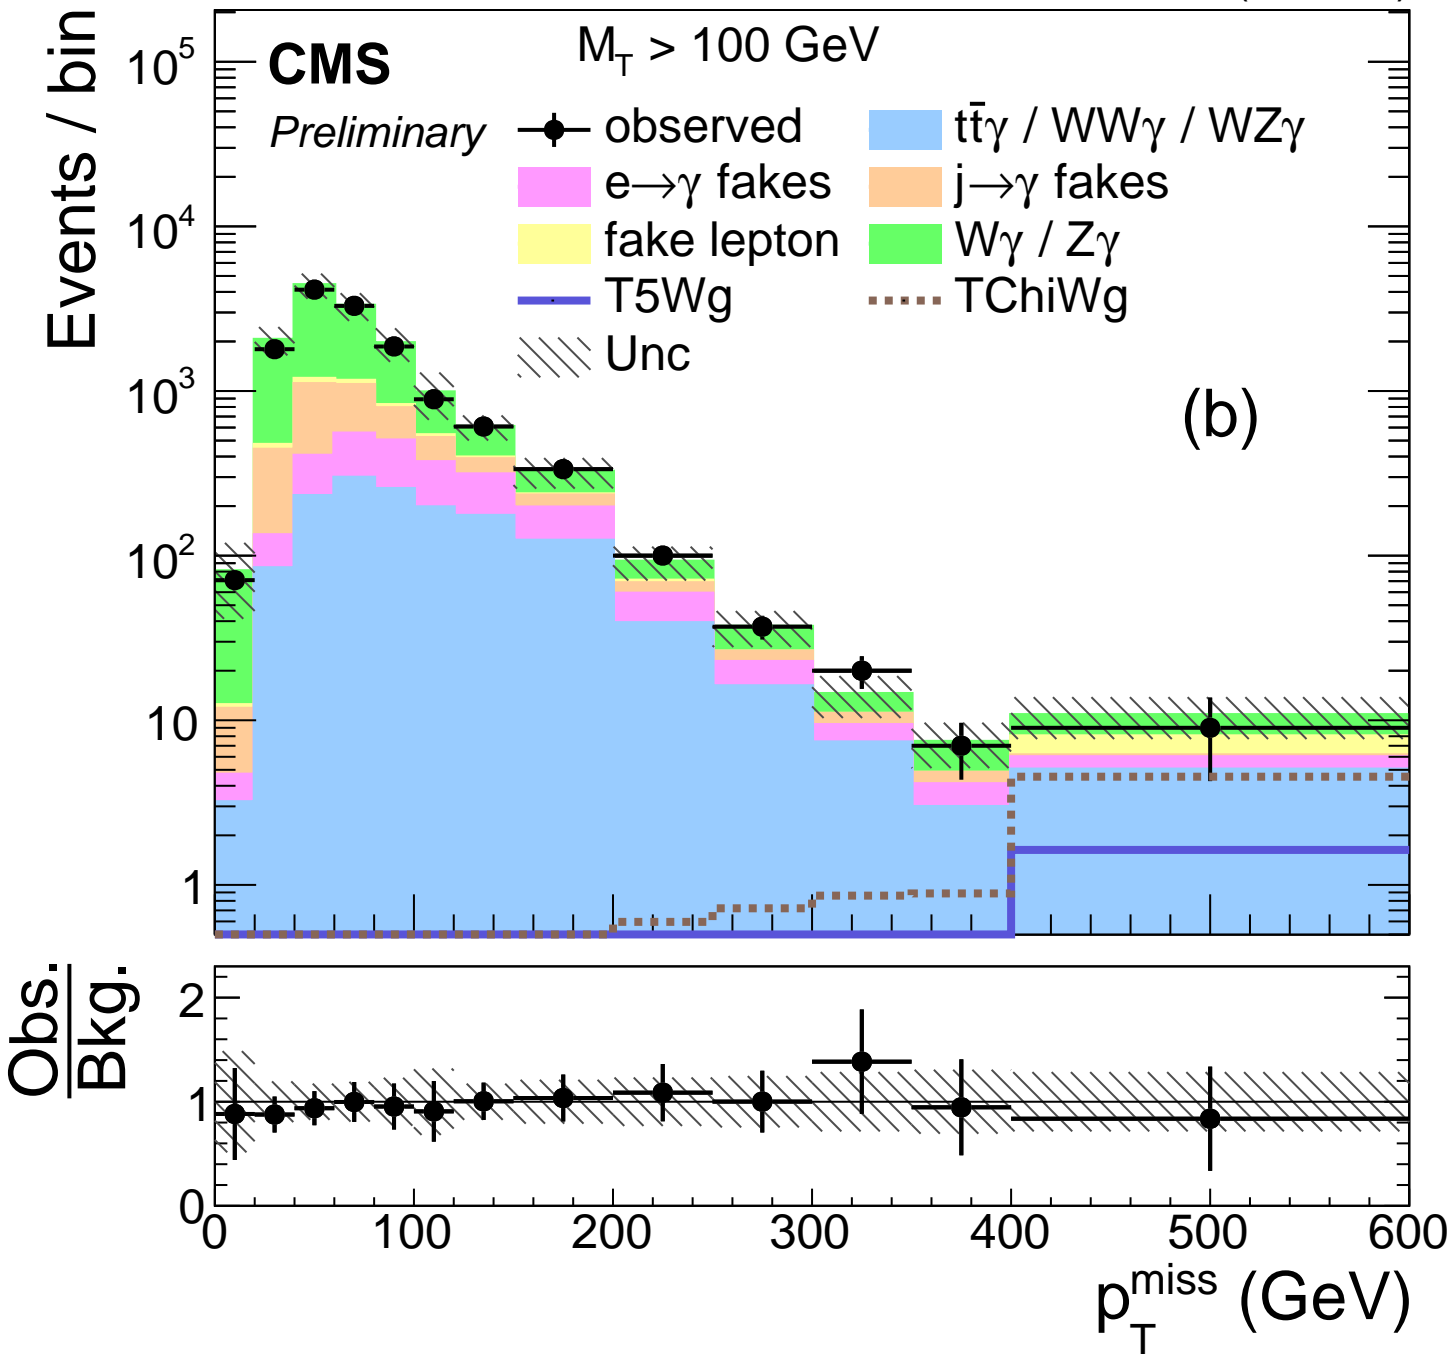 CMS
Preliminary
M_T > 100 GeV
observed
tt̄γ / WWγ / WZγ
e→γ fakes
j→γ fakes
fake lepton
Wγ / Zγ
T5Wg
TChiWg
Unc
(b)
Events / bin
10^5
10^4
10^3
10^2
10
1
Obs.
Bkg.
2
1
0
0 100 200 300 400 500 600
p_T^miss (GeV)